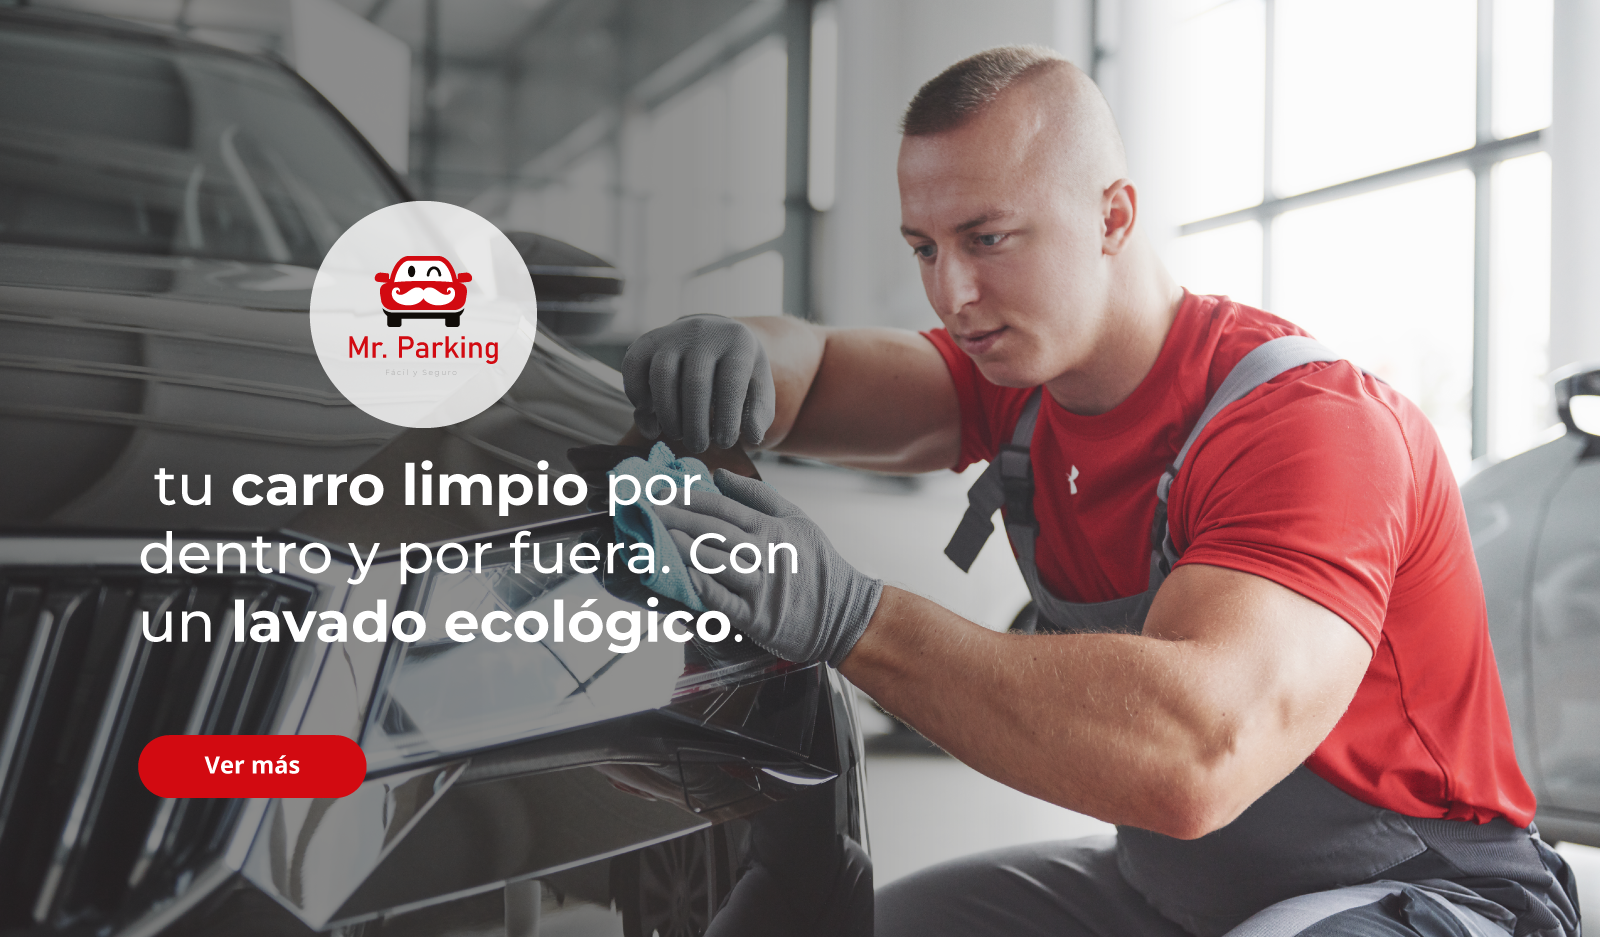 Mr. Parking
Fácil y Seguro
tu carro limpio por
dentro y por fuera. Con
un lavado ecológico.
Ver más